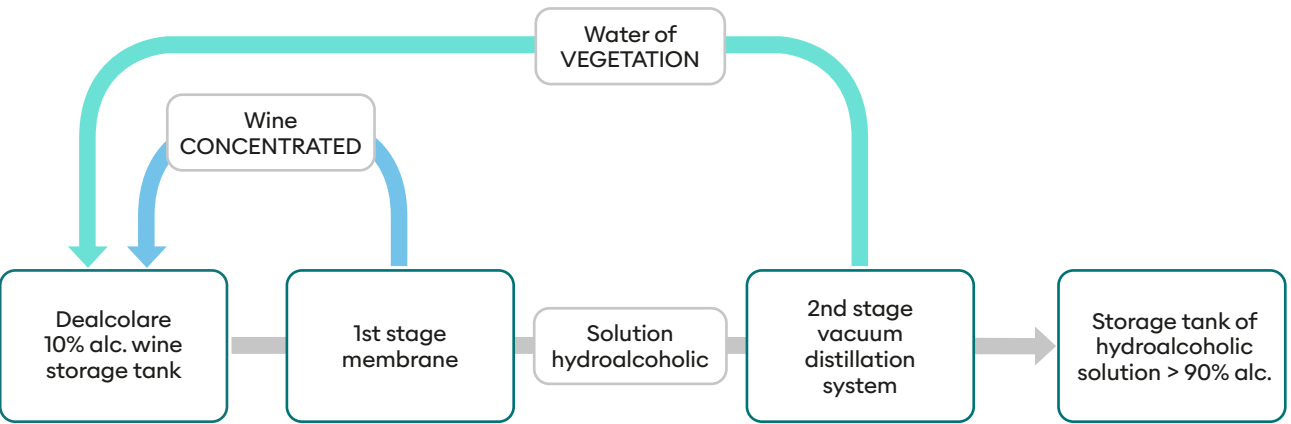 Water of
VEGETATION
Wine
CONCENTRATED
Dealcolare
10% alc. wine
storage tank
1st stage
membrane
Solution
hydroalcoholic
2nd stage
vacuum
distillation
system
Storage tank of
hydroalcoholic
solution > 90% alc.